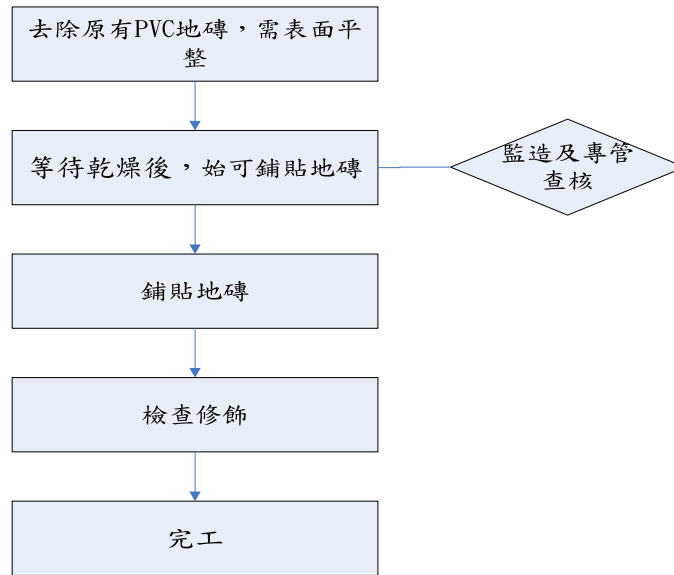 去除原有PVC地磚，需表面平
整
等待乾燥後，始可鋪貼地磚
監造及專管
查核
鋪貼地磚
檢查修飾
完工